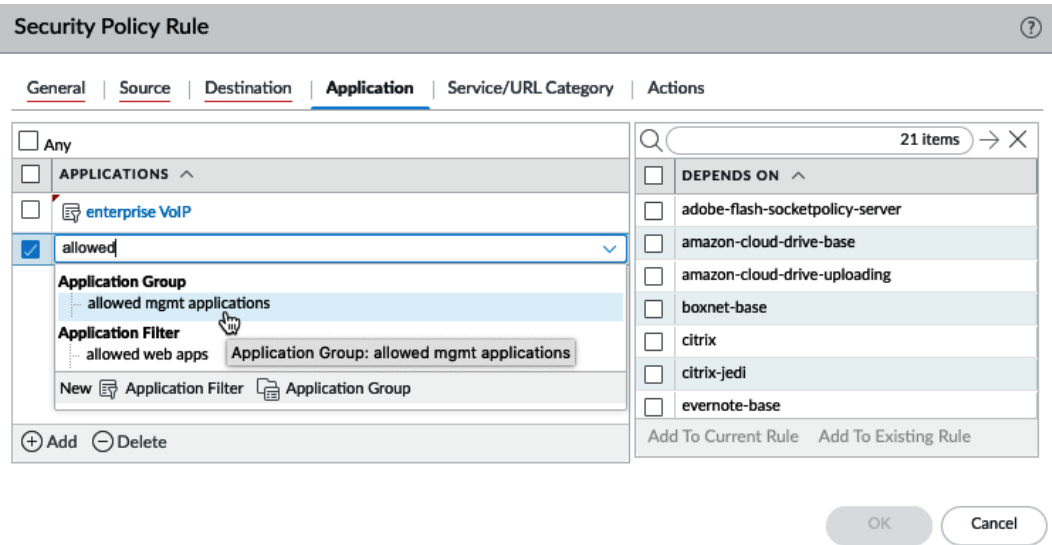 Security Policy Rule
General | Source | Destination | Application | Service/URL Category | Actions
Any
APPLICATIONS
enterprise VoIP
allowed
Application Group
allowed mgmt applications
Application Filter
allowed web apps
Application Group: allowed mgmt applications
New Application Filter Application Group
Add Delete
21 items
DEPENDS ON
adobe-flash-socketpolicy-server
amazon-cloud-drive-base
amazon-cloud-drive-uploading
boxnet-base
citrix
citrix-jedi
evernote-base
Add To Current Rule Add To Existing Rule
OK Cancel